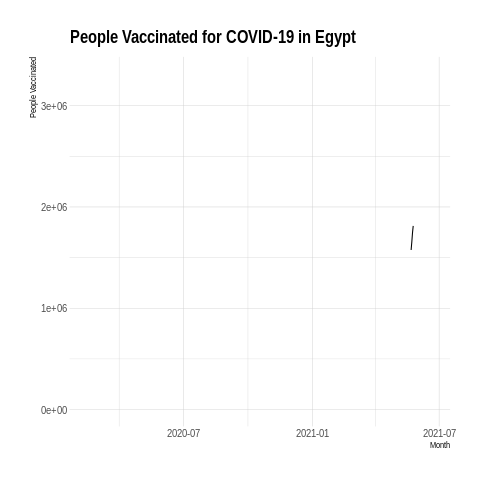 People Vaccinated for COVID-19 in Egypt
People Vaccinated
3e+06
2e+06
1e+06
0e+00
2020-07
2021-01
2021-07
Month